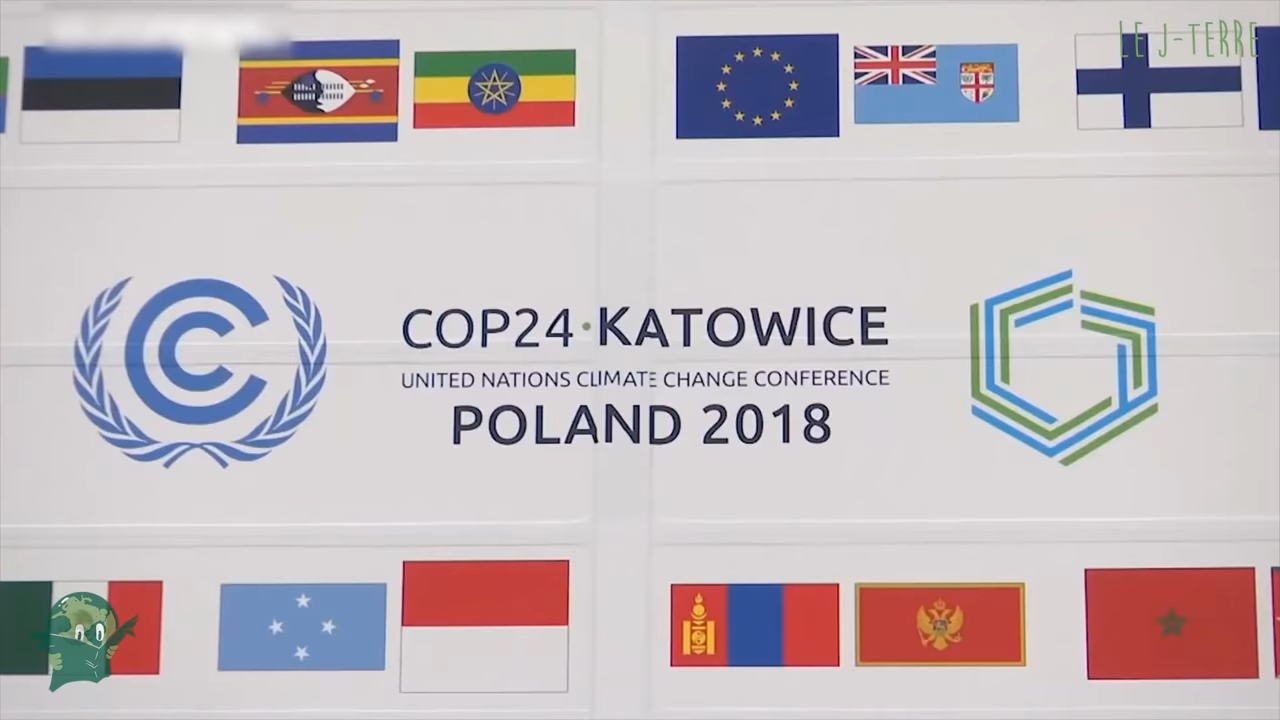 LE J-TERRE
COP24·KATOWICE
UNITED NATIONS CLIMATE CHANGE CONFERENCE
POLAND 2018